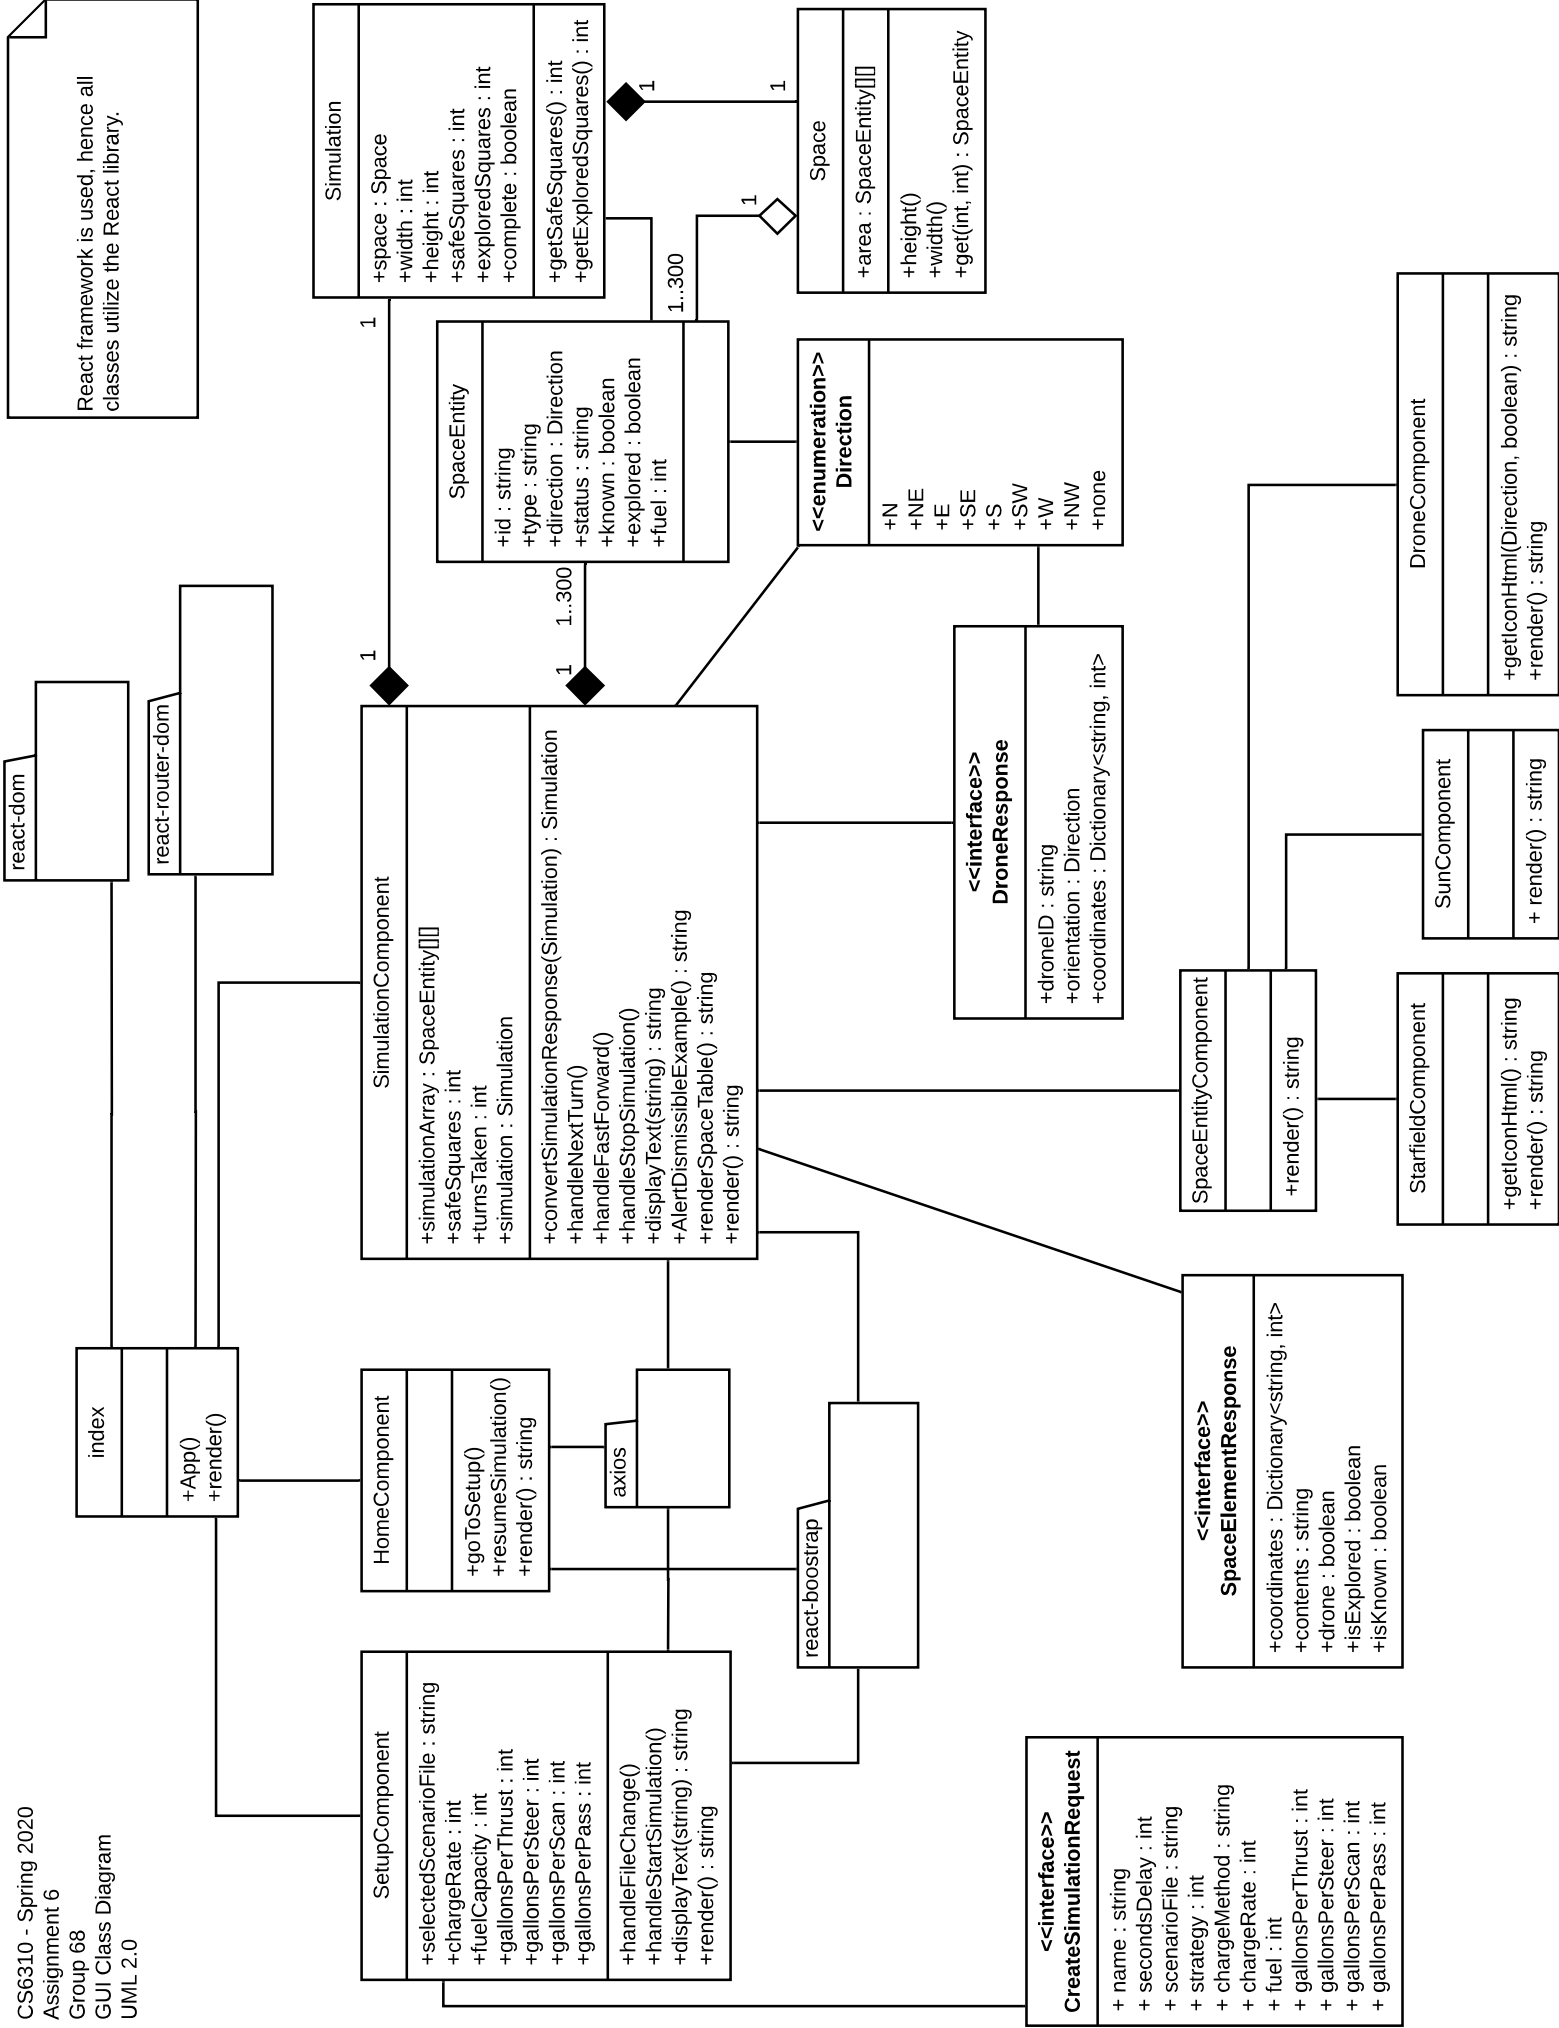 CS6310 - Spring 2020
Assignment 6
Group 68
GUI Class Diagram
UML 2.0
react-dom
React framework is used, hence all
classes utilize the React library.
index
+App()
+render()
react-router-dom
SetupComponent
+selectedScenarioFile : string
+chargeRate : int
+fuelCapacity : int
+gallonsPerThrust : int
+gallonsPerSteer : int
+gallonsPerScan : int
+gallonsPerPass : int
+handleFileChange()
+handleStartSimulation()
+displayText(string) : string
+render() : string
HomeComponent
+goToSetup()
+resumeSimulation()
+render() : string
axios
react-boostrap
SimulationComponent
+simulationArray : SpaceEntity[][]
+safeSquares : int
+turnsTaken : int
+simulation : Simulation
+convertSimulationResponse(Simulation) : Simulation
+handleNextTurn()
+handleFastForward()
+handleStopSimulation()
+displayText(string) : string
+AlertDismissibleExample() : string
+renderSpaceTable() : string
+render() : string
1
1
1
1..300
Simulation
+space : Space
+width : int
+height : int
+safeSquares : int
+exploredSquares : int
+complete : boolean
+getSafeSquares() : int
+getExploredSquares() : int
SpaceEntity
+id : string
+type : string
+direction : Direction
+status : string
+known : boolean
+explored : boolean
+fuel : int
1..300
1
1
1
Space
+area : SpaceEntity[][]
+height()
+width()
+get(int, int) : SpaceEntity
<<enumeration>>
Direction
+N
+NE
+E
+SE
+S
+SW
+W
+NW
+none
<<interface>>
DroneResponse
+droneID : string
+orientation : Direction
+coordinates : Dictionary<string, int>
<<interface>>
CreateSimulationRequest
+ name : string
+ secondsDelay : int
+ scenarioFile : string
+ strategy : int
+ chargeMethod : string
+ chargeRate : int
+ fuel : int
+ gallonsPerThrust : int
+ gallonsPerSteer : int
+ gallonsPerScan : int
+ gallonsPerPass : int
<<interface>>
SpaceElementResponse
+coordinates : Dictionary<string, int>
+contents : string
+drone : boolean
+isExplored : boolean
+isKnown : boolean
SpaceEntityComponent
+render() : string
StarfieldComponent
+getIconHtml() : string
+render() : string
SunComponent
+ render() : string
DroneComponent
+getIconHtml(Direction, boolean) : string
+render() : string